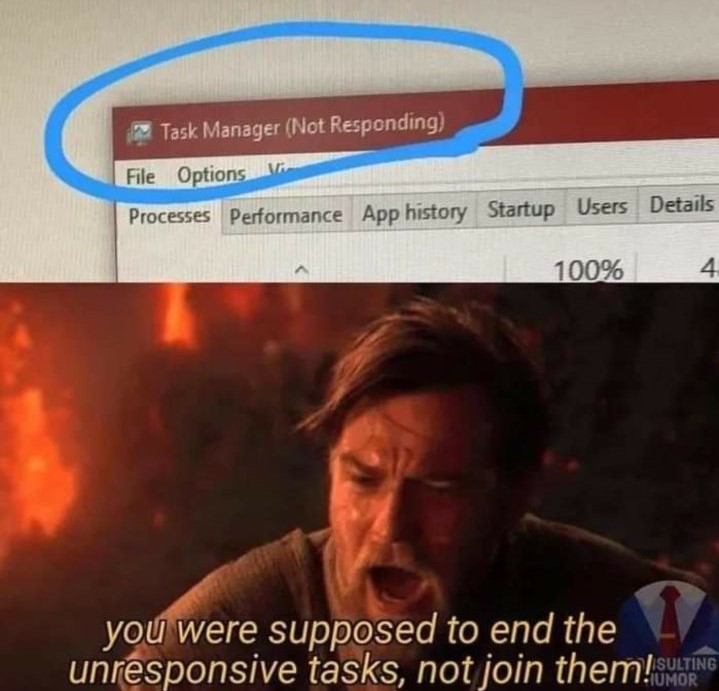 Task Manager (Not Responding)
File Options
Processes Performance App history Startup Users Details
100% 4
you were supposed to end the
unresponsive tasks, not join them!